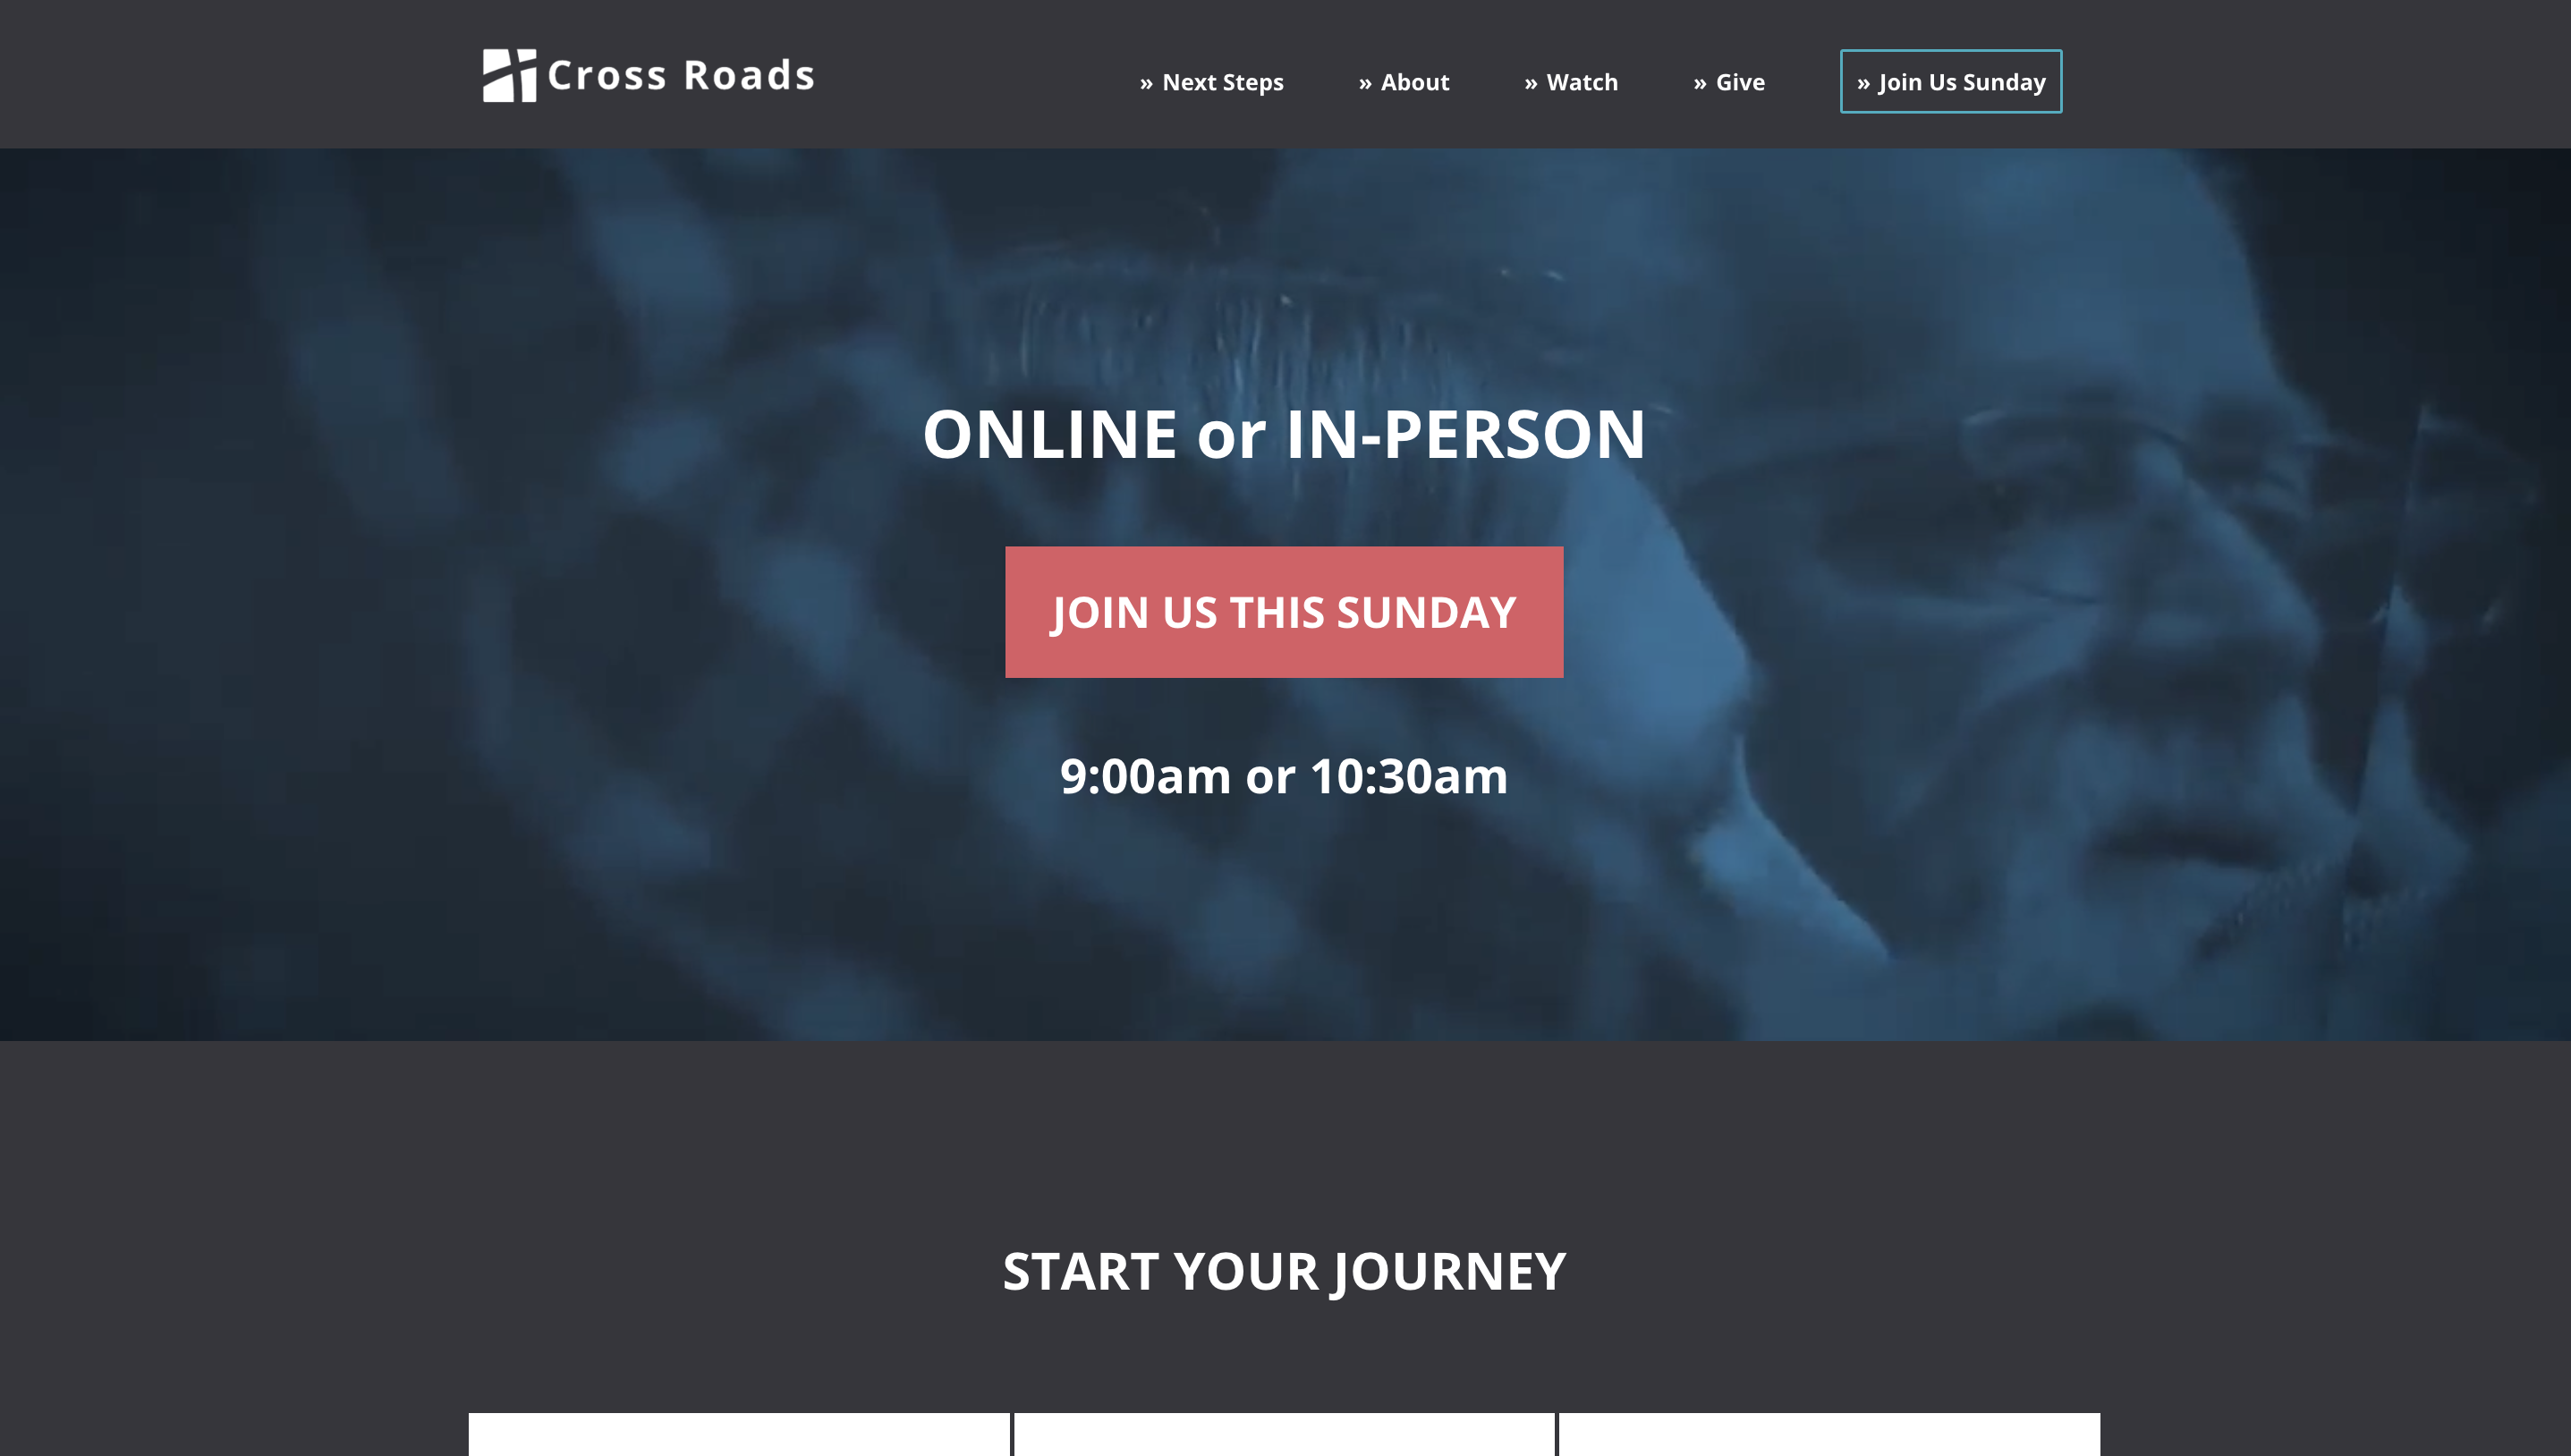 Cross Roads
» Next Steps
» About
» Watch
» Give
» Join Us Sunday
ONLINE or IN-PERSON
JOIN US THIS SUNDAY
9:00am or 10:30am
START YOUR JOURNEY